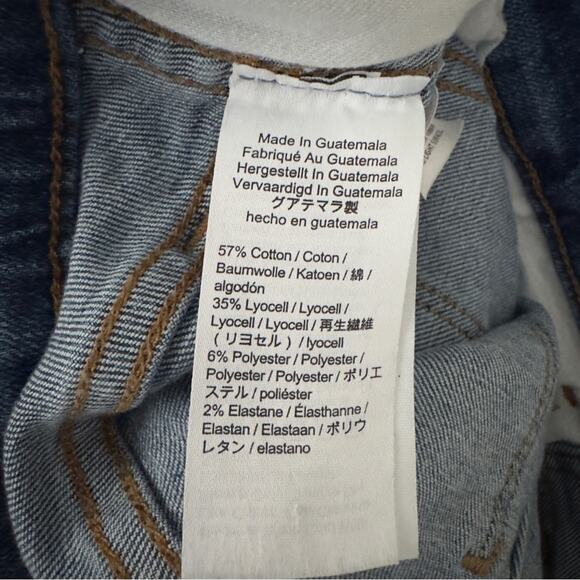 Made In Guatemala
Fabriqué Au Guatemala
Hergestellt In Guatemala
Vervaardigd In Guatemala
グアテマラ製
hecho en guatemala
57% Cotton / Coton /
Baumwolle / Katoen / 綿 /
algodón
35% Lyocell / Lyocell /
Lyocell / Lyocell / 再生繊維
( リヨセル ) / lyocell
6% Polyester / Polyester /
Polyester / Polyester / ポリエ
ステル / poliéster
2% Elastane / Élasthanne /
Elastan / Elastaan / ポリウ
レタン / elastano